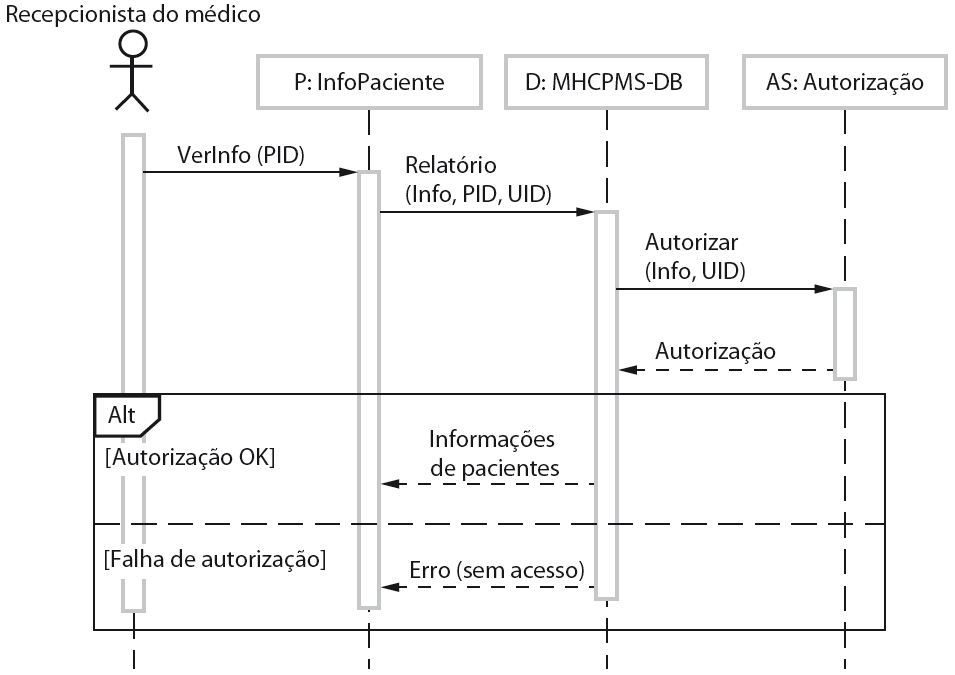 Recepcionista do médico
P: InfoPaciente
D: MHCPMS-DB
AS: Autorização
VerInfo (PID)
Relatório
(Info, PID, UID)
Autorizar
(Info, UID)
Autorização
Alt
[Autorização OK]
Informações
de pacientes
[Falha de autorização]
Erro (sem acesso)